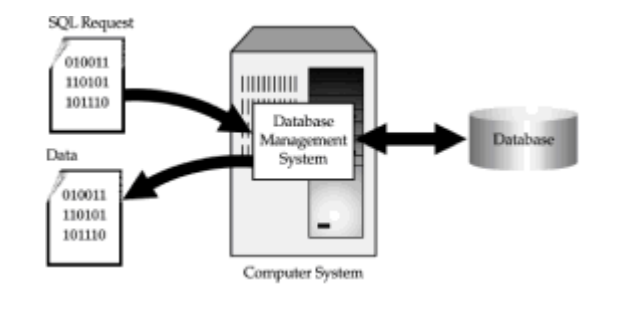 SQL Request
010011
110101
101110
Database
Management
System
Database
Data
010011
110101
101110
Computer System